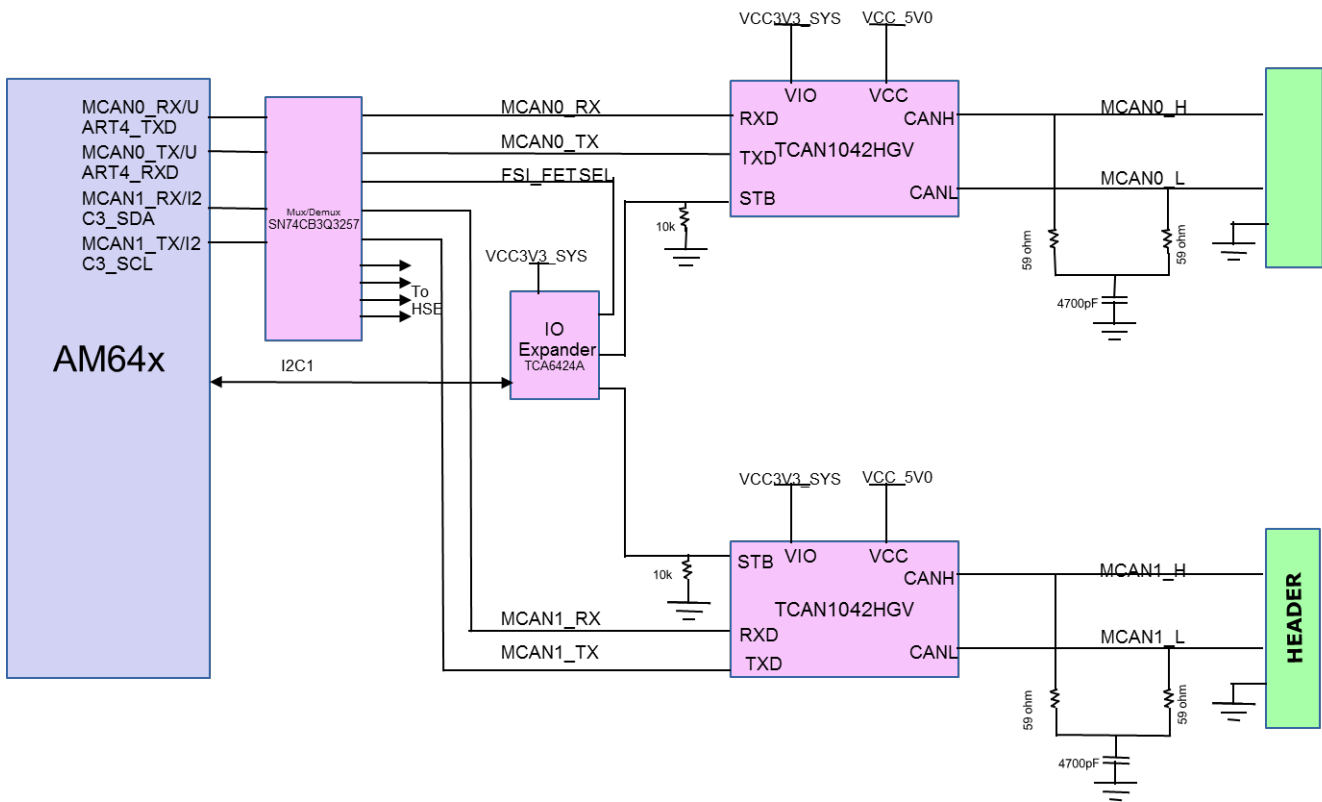 VCC3V3_SYS
VCC_5V0
MCAN0_RX/U
ART4_TXD
MCAN0_TX/U
ART4_RXD
MCAN1_RX/I2
C3_SDA
MCAN1_TX/I2
C3_SCL
AM64x
Mux/Demux
SN74CB3Q3257
MCAN0_RX
MCAN0_TX
FSI_FETSEL
To
HSE
I2C1
VCC3V3_SYS
IO
Expander
TCA6424A
10k
VIO
VCC
RXD
CANH
TXD
TCAN1042HGV
STB
CANL
MCAN0_H
MCAN0_L
59 ohm
59 ohm
4700pF
VCC3V3_SYS
VCC_5V0
10k
STB
VIO
VCC
CANH
TCAN1042HGV
RXD
CANL
TXD
MCAN1_RX
MCAN1_TX
MCAN1_H
MCAN1_L
59 ohm
59 ohm
4700pF
HEADER